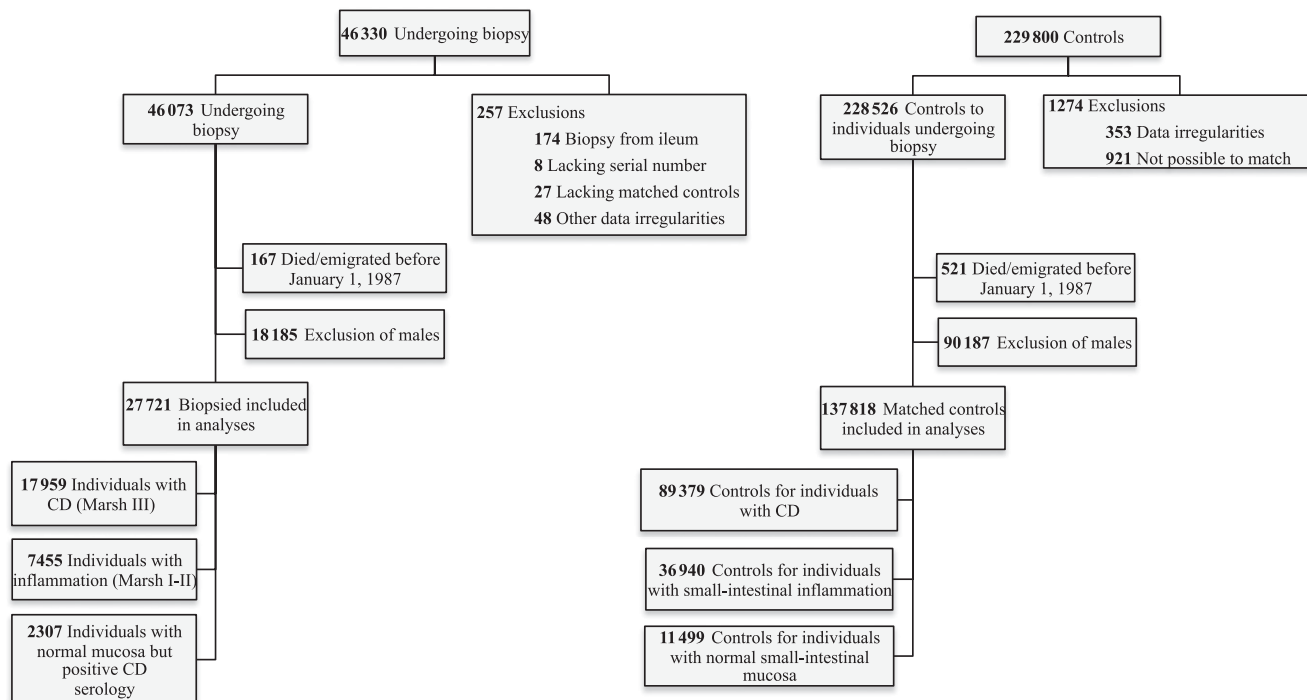 46 330 Undergoing biopsy
46 073 Undergoing
biopsy
257 Exclusions
174 Biopsy from ileum
8 Lacking serial number
27 Lacking matched controls
48 Other data irregularities
167 Died/emigrated before
January 1, 1987
18 185 Exclusion of males
27 721 Biopsied included
in analyses
17 959 Individuals with
CD (Marsh III)
7455 Individuals with
inflammation (Marsh I-II)
2307 Individuals with
normal mucosa but
positive CD
serology
229 800 Controls
228 526 Controls to
individuals undergoing
biopsy
1274 Exclusions
353 Data irregularities
921 Not possible to match
521 Died/emigrated before
January 1, 1987
90 187 Exclusion of males
137 818 Matched controls
included in analyses
89 379 Controls for individuals
with CD
36 940 Controls for individuals
with small-intestinal inflammation
11 499 Controls for individuals
with normal small-intestinal
mucosa